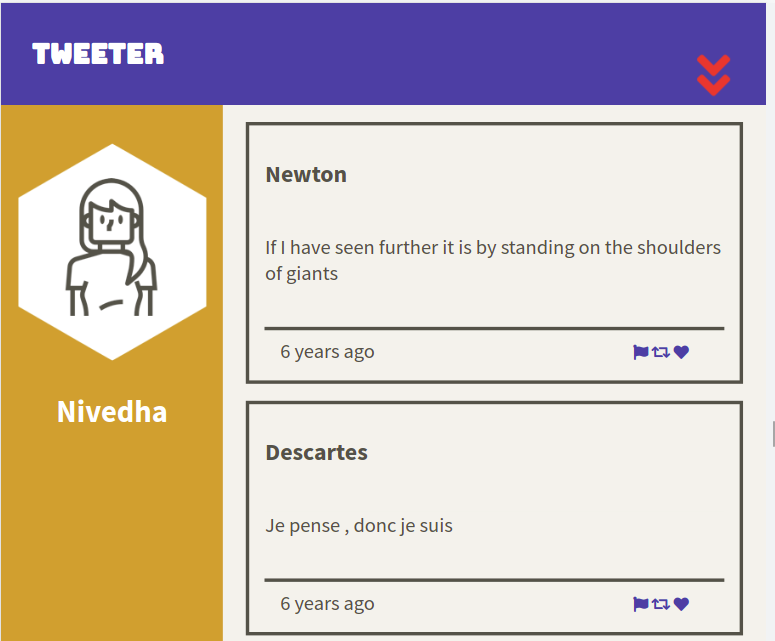 TWEETER
Nivedha
Newton
If I have seen further it is by standing on the shoulders
of giants
6 years ago
Descartes
Je pense , donc je suis
6 years ago